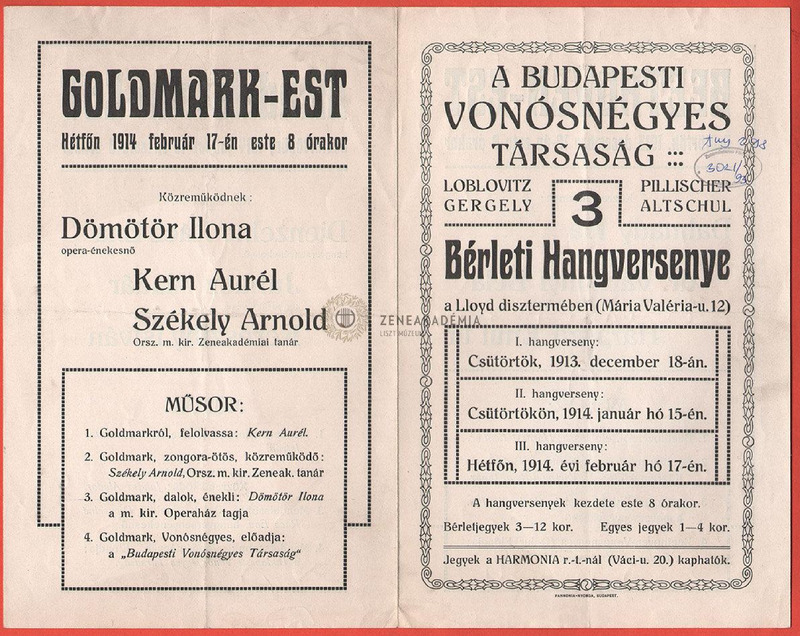 GOLDMARK-EST
Hétfőn 1914 február 17-én este 8 órakor
Közreműködnek:
Dömötör Ilona
opera-énekesnő
Kern Aurél
Székely Arnold
Orsz. m. kir. Zeneakadémiai tanár
MŰSOR:
1. Goldmarkról, felolvassa: Kern Aurél.
2. Goldmark, zongora-ötös, közreműködő:
Székely Arnold, Orsz. m. kir. Zeneak. tanár
3. Goldmark, dalok, énekli: Dömötör Ilona
a m. kir. Operaház tagja
4. Goldmark, Vonósnégyes, előadja:
a „Budapesti Vonósnégyes Társaság"
ZENEAKADÉMIA
A BUDAPESTI
VONÓSNÉGYES
TÁRSASÁG :::
3021/93
LOBLOVITZ PILLISCHER
GERGELY 3 ALTSCHUL
Bérleti Hangversenye
a Lloyd disztermében (Mária Valéria-u. 12)
I. hangverseny:
Csütörtök, 1913. december 18-án.
II. hangverseny:
Csütörtökön, 1914. január hó 15-én.
III. hangverseny:
Hétfőn, 1914. évi február hó 17-én.
A hangversenyek kezdete este 8 órakor.
Bérletjegyek 3—12 kor. Egyes jegyek 1—4 kor.
Jegyek a HARMONIA r.-t.-nál (Váci-u. 20.) kaphatók.
PHARMONIA-NYOMDA, BUDAPEST.